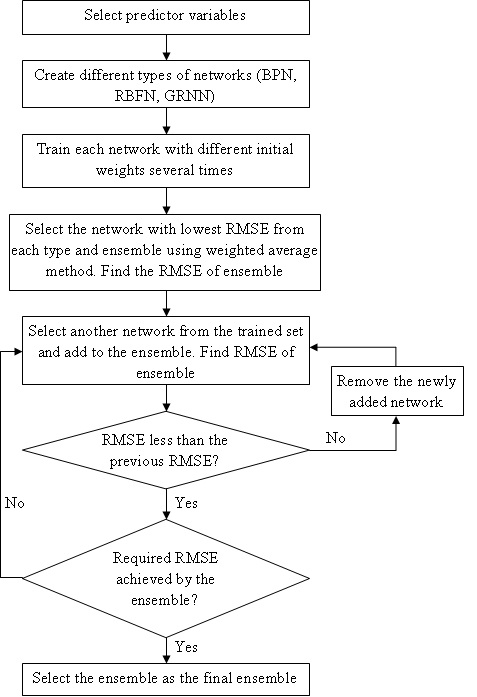 Select predictor variables
Create different types of networks (BPN,
RBFN, GRNN)
Train each network with different initial
weights several times
Select the network with lowest RMSE from
each type and ensemble using weighted average
method. Find the RMSE of ensemble
Select another network from the trained set
and add to the ensemble. Find RMSE of
ensemble
Remove the newly
added network
RMSE less than the
previous RMSE?
No
Yes
No
Required RMSE
achieved by the
ensemble?
Yes
Select the ensemble as the final ensemble